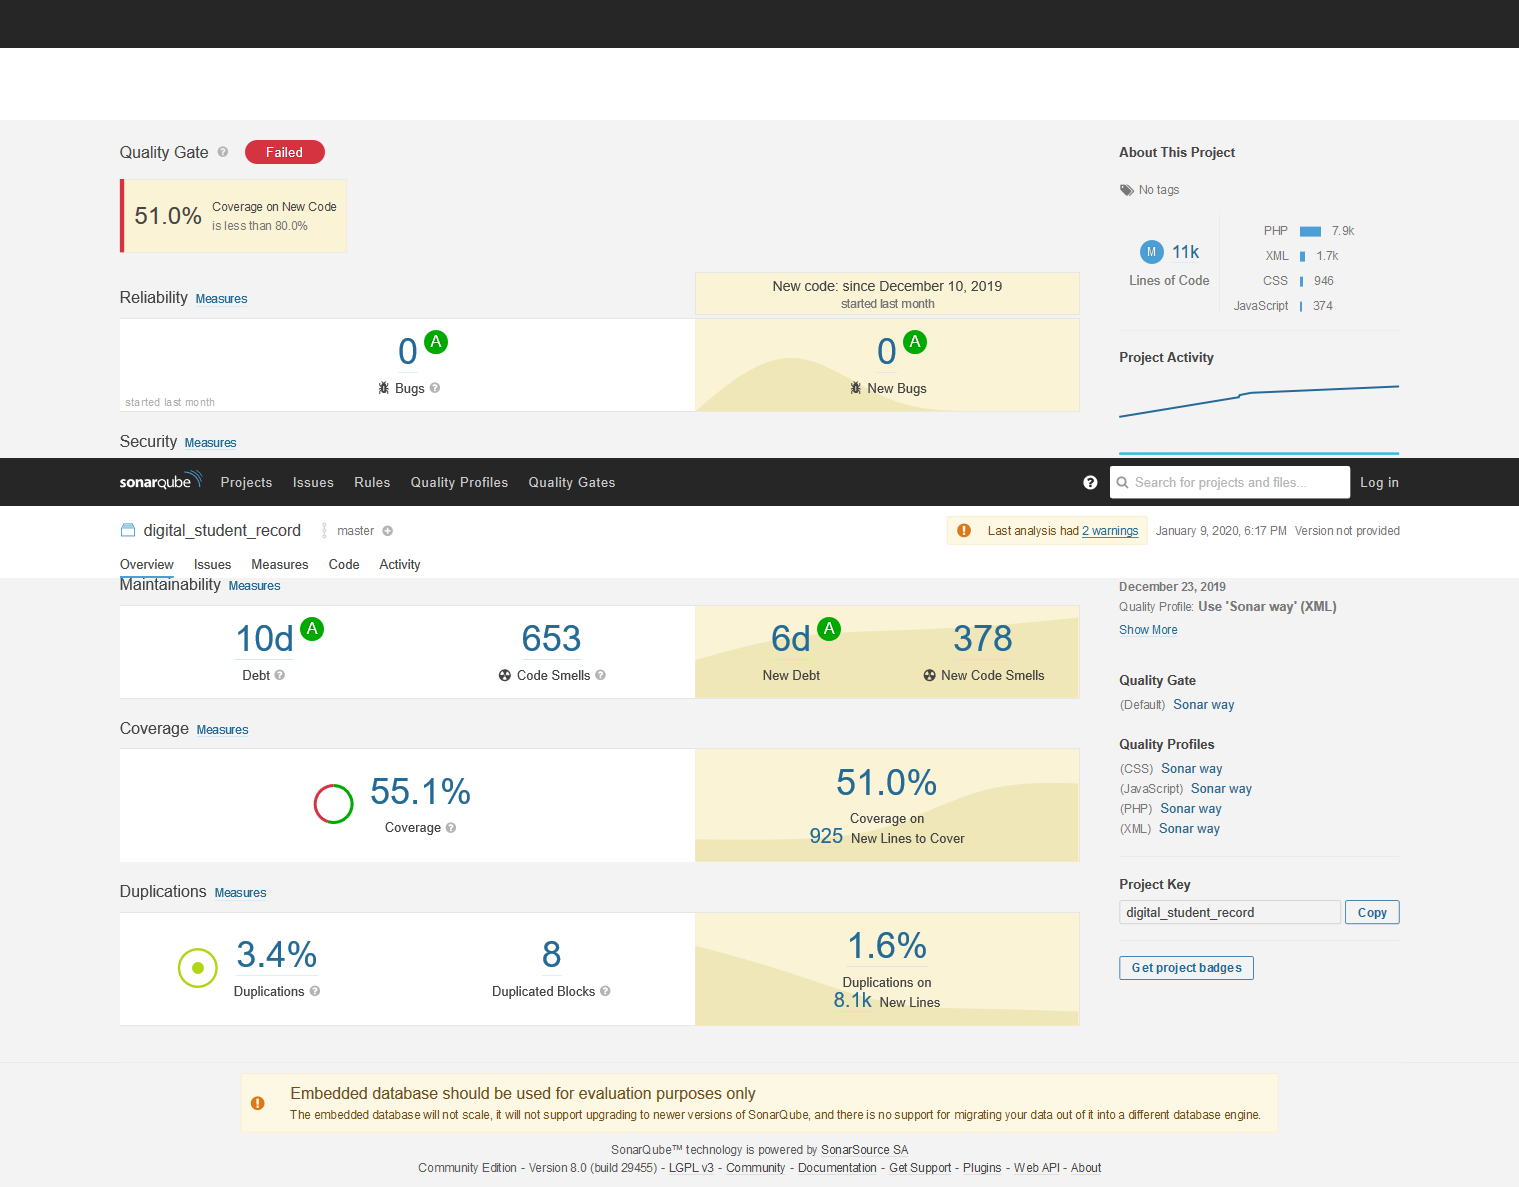 Quality Gate Failed
51.0% Coverage on New Code
is less than 80.0%
Reliability Measures
New code: since December 10, 2019
started last month
0 A
Bugs
started last month
0 A
New Bugs
Security Measures
About This Project
No tags
M 11k
Lines of Code
PHP 7.9k
XML 1.7k
CSS 946
JavaScript 374
Project Activity
sonarqube Projects Issues Rules Quality Profiles Quality Gates Search for projects and files... Log in
digital_student_record master Last analysis had 2 warnings January 9, 2020, 6:17 PM Version not provided
Overview Issues Measures Code Activity
Maintainability Measures
10d A
Debt
653
Code Smells
6d A
New Debt
378
New Code Smells
Coverage Measures
55.1%
Coverage
51.0%
Coverage on
925 New Lines to Cover
Duplications Measures
3.4%
Duplications
8
Duplicated Blocks
1.6%
Duplications on
8.1k New Lines
December 23, 2019
Quality Profile: Use 'Sonar way' (XML)
Show More
Quality Gate
(Default) Sonar way
Quality Profiles
(CSS) Sonar way
(JavaScript) Sonar way
(PHP) Sonar way
(XML) Sonar way
Project Key
digital_student_record Copy
Get project badges
Embedded database should be used for evaluation purposes only
The embedded database will not scale, it will not support upgrading to newer versions of SonarQube, and there is no support for migrating your data out of it into a different database engine.
SonarQube™ technology is powered by SonarSource SA
Community Edition - Version 8.0 (build 29455) - LGPL v3 - Community - Documentation - Get Support - Plugins - Web API - About